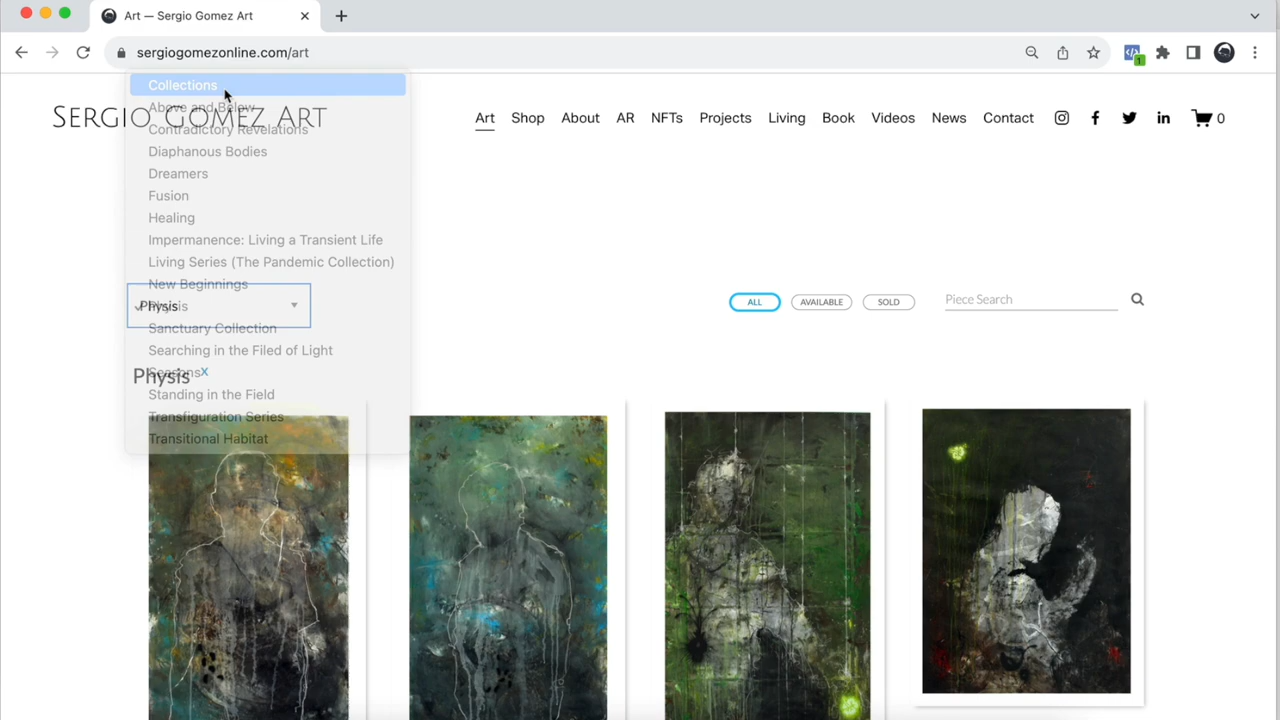 Art — Sergio Gomez Art
sergiogomezonline.com/art
1
Collections
Above and Below
SERGIO GOMEZ ART
Art Shop About AR NFTs Projects Living Book Videos News Contact 0
Contradictory Revelations
Diaphanous Bodies
Dreamers
Fusion
Healing
Impermanence: Living a Transient Life
Living Series (The Pandemic Collection)
New Beginnings
Physis
Physis
ALL AVAILABLE SOLD Piece Search
Sanctuary Collection
Searching in the Filed of Light
Seasons
Physis X
Standing in the Field
Transfiguration Series
Transitional Habitat